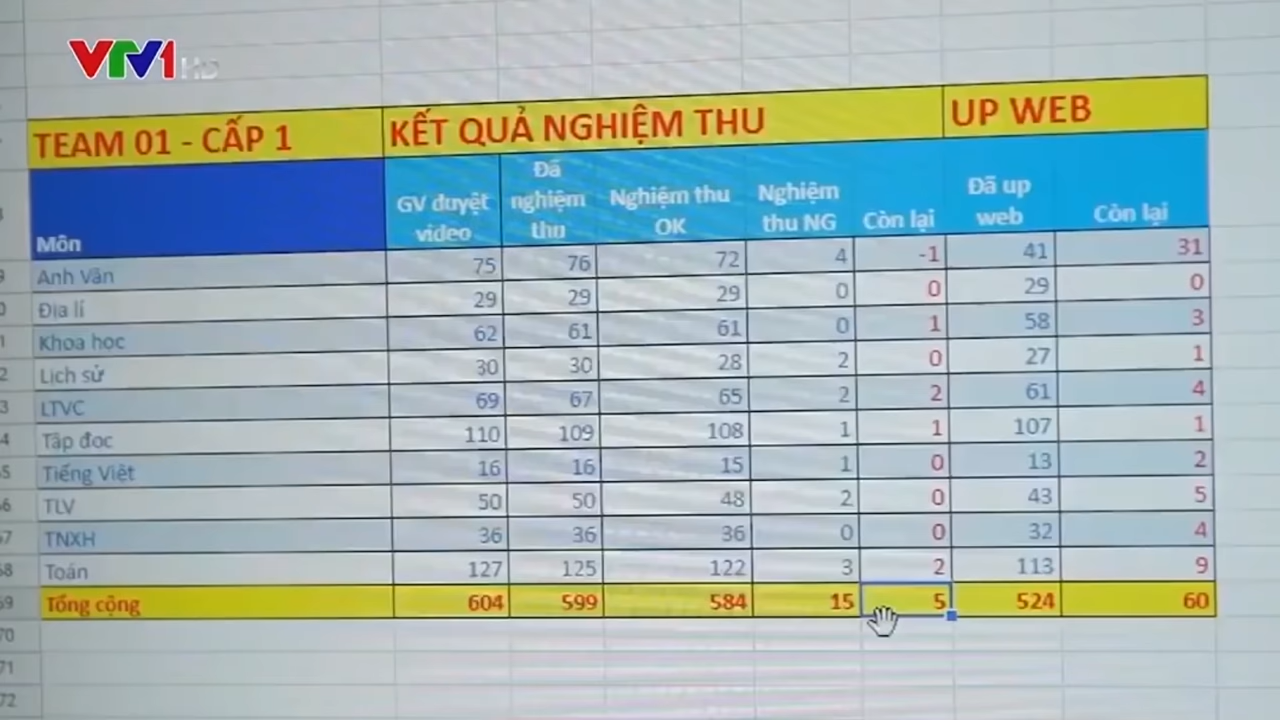 VTV1 HD
TEAM 01 - CẤP 1 KẾT QUẢ NGHIỆM THU UP WEB
Môn GV duyệt video Đã nghiệm thu Nghiệm thu OK Nghiệm thu NG Còn lại Đã up web Còn lại
Anh Văn 75 76 72 4 -1 41 31
Địa lí 29 29 29 0 0 29 0
Khoa học 62 61 61 0 1 58 3
Lịch sử 30 30 28 2 0 27 1
LTVC 69 67 65 2 2 61 4
Tập đọc 110 109 108 1 1 107 1
Tiếng Việt 16 16 15 1 0 13 2
TLV 50 50 48 2 0 43 5
TNXH 36 36 36 0 0 32 4
Toán 127 125 122 3 2 113 9
Tổng cộng 604 599 584 15 5 524 60
70
71
72